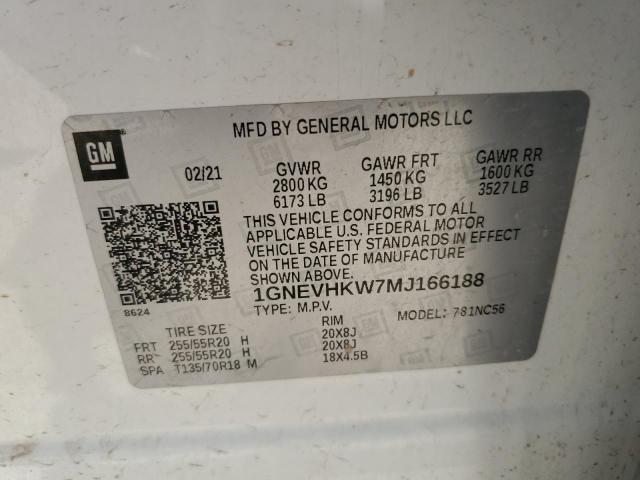 MFD BY GENERAL MOTORS LLC
GM
02/21
GVWR GAWR FRT GAWR RR
2800 KG 1450 KG 1600 KG
6173 LB 3196 LB 3527 LB
THIS VEHICLE CONFORMS TO ALL
APPLICABLE U.S. FEDERAL MOTOR
VEHICLE SAFETY STANDARDS IN EFFECT
ON THE DATE OF MANUFACTURE
SHOWN ABOVE.
1GNEVHKW7MJ166188
8624
TYPE: M.P.V. MODEL: 781NC56
TIRE SIZE RIM
FRT 255/55R20 H 20X8J
RR 255/55R20 H 20X8J
SPA T135/70R18 M 18X4.5B